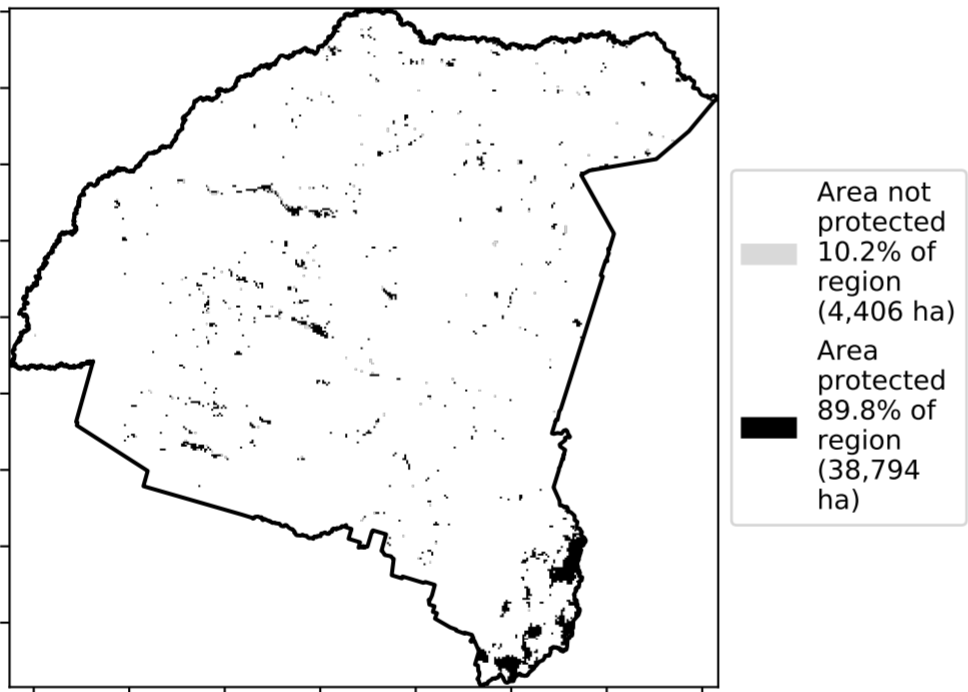 Area not
protected
10.2% of
region
(4,406 ha)
Area
protected
89.8% of
region
(38,794
ha)